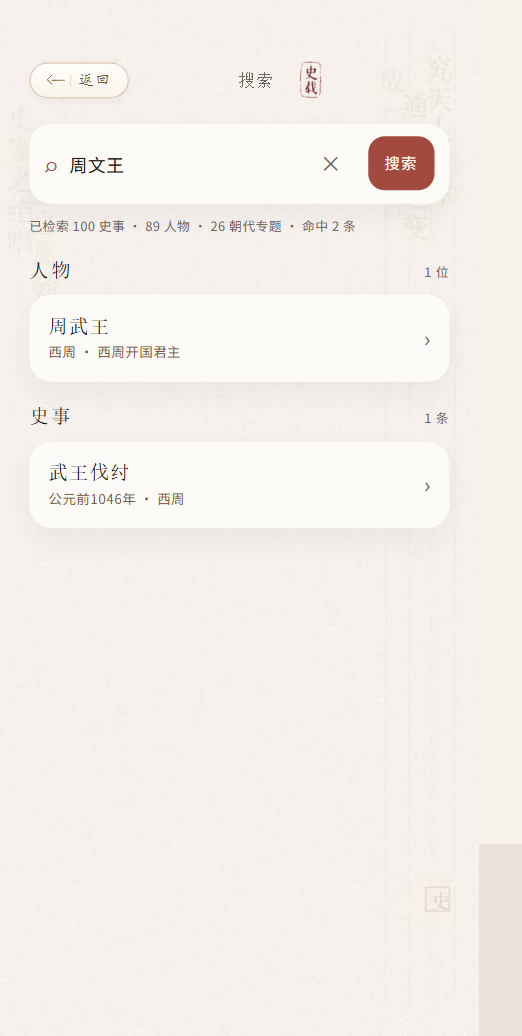 ← 返回
搜索 史载
周文王 × 搜索
已检索 100 史事 · 89 人物 · 26 朝代专题 · 命中 2 条
人物 1 位
周武王
西周 · 西周开国君主 ›
史事 1 条
武王伐纣
公元前1046年 · 西周 ›
史